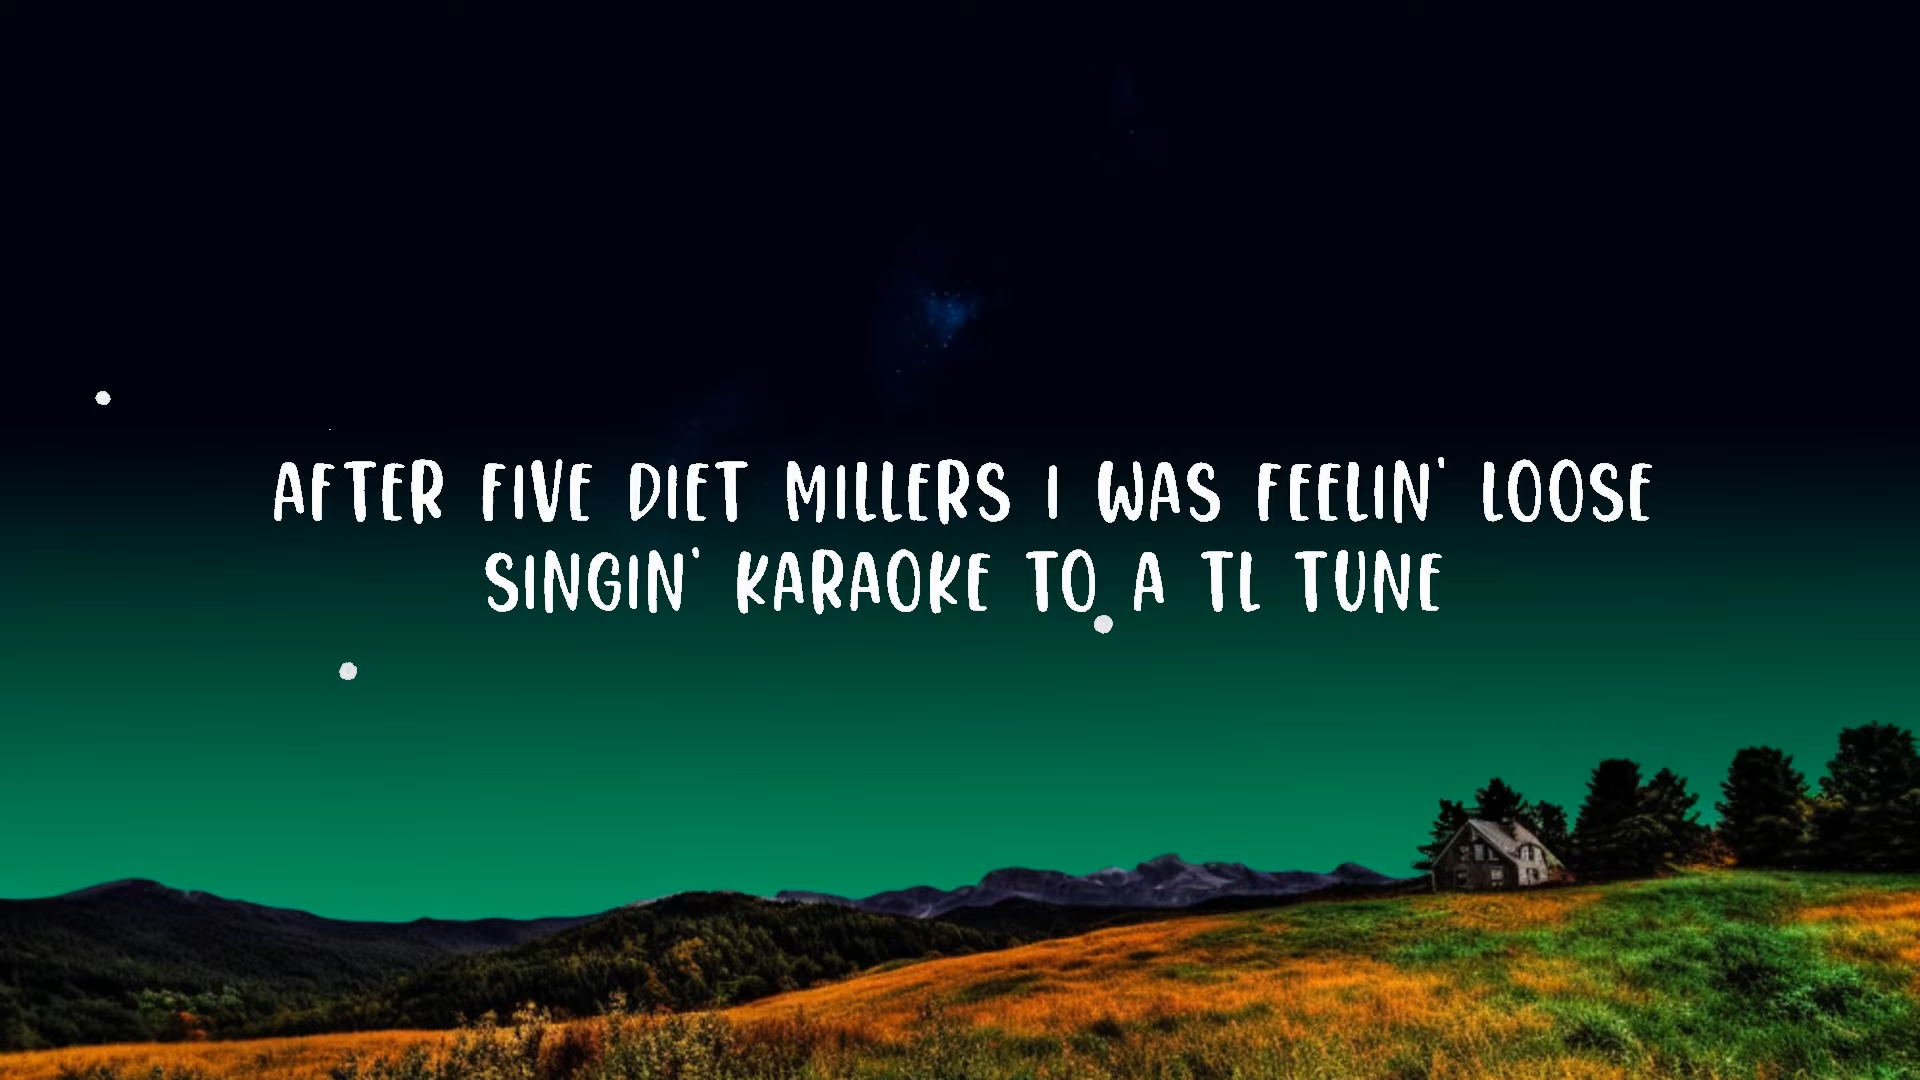 AFTER FIVE DIET MILLERS I WAS FEELIN' LOOSE
SINGIN' KARAOKE TO A TL TUNE